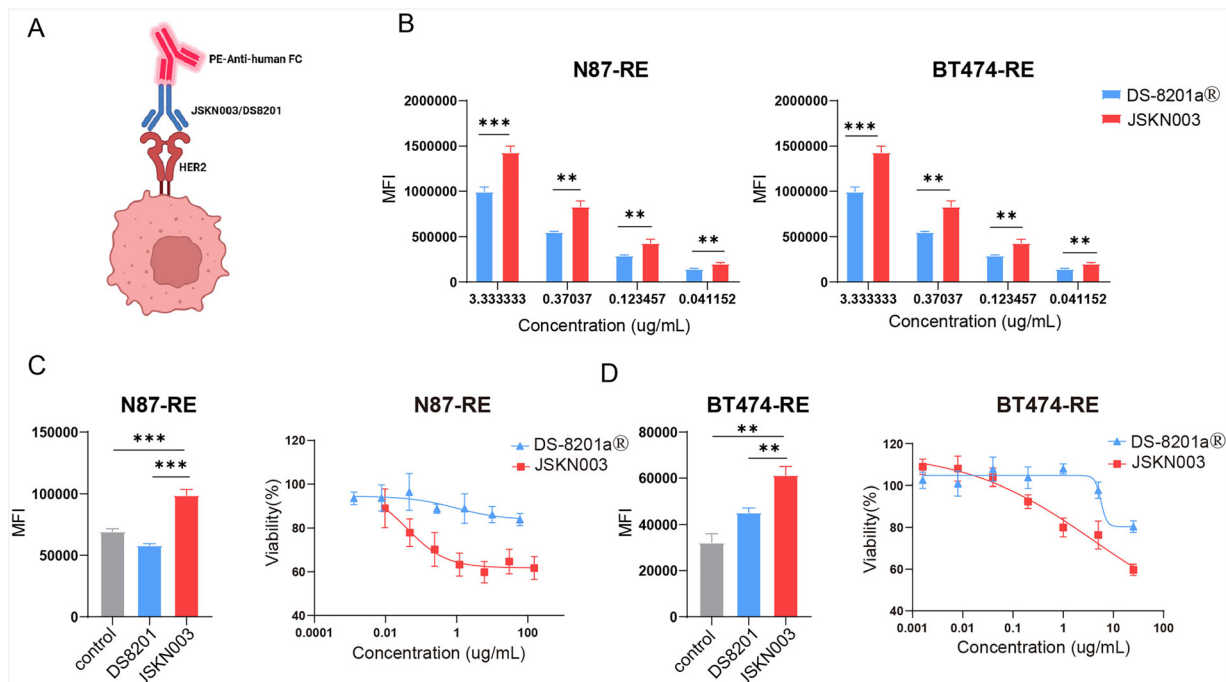 A
PE-Anti-human FC
JSKN003/DS8201
HER2
B
N87-RE
2000000
1500000
1000000
500000
0
MFI
***
**
**
**
3.333333 0.37037 0.123457 0.041152
Concentration (ug/mL)
BT474-RE
2000000
1500000
1000000
500000
0
MFI
***
**
**
**
3.333333 0.37037 0.123457 0.041152
Concentration (ug/mL)
DS-8201a®
JSKN003
C
N87-RE
150000
100000
50000
0
MFI
***
***
control
DS8201
JSKN003
N87-RE
120
100
80
60
40
Viability(%)
DS-8201a®
JSKN003
0.0001 0.01 1 100
Concentration (ug/mL)
D
BT474-RE
80000
60000
40000
20000
0
MFI
**
**
control
DS8201
JSKN003
BT474-RE
120
100
80
60
40
Viability(%)
DS-8201a®
JSKN003
0.001 0.01 0.1 1 10 100
Concentration (ug/mL)